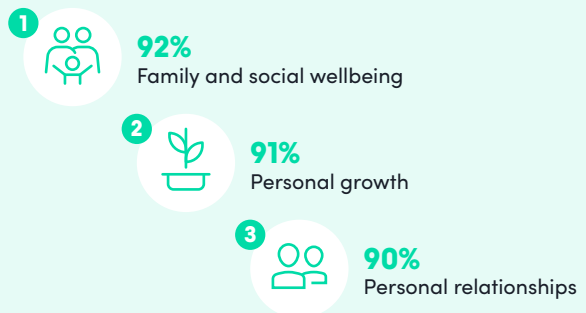 1
92%
Family and social wellbeing
2
91%
Personal growth
3
90%
Personal relationships